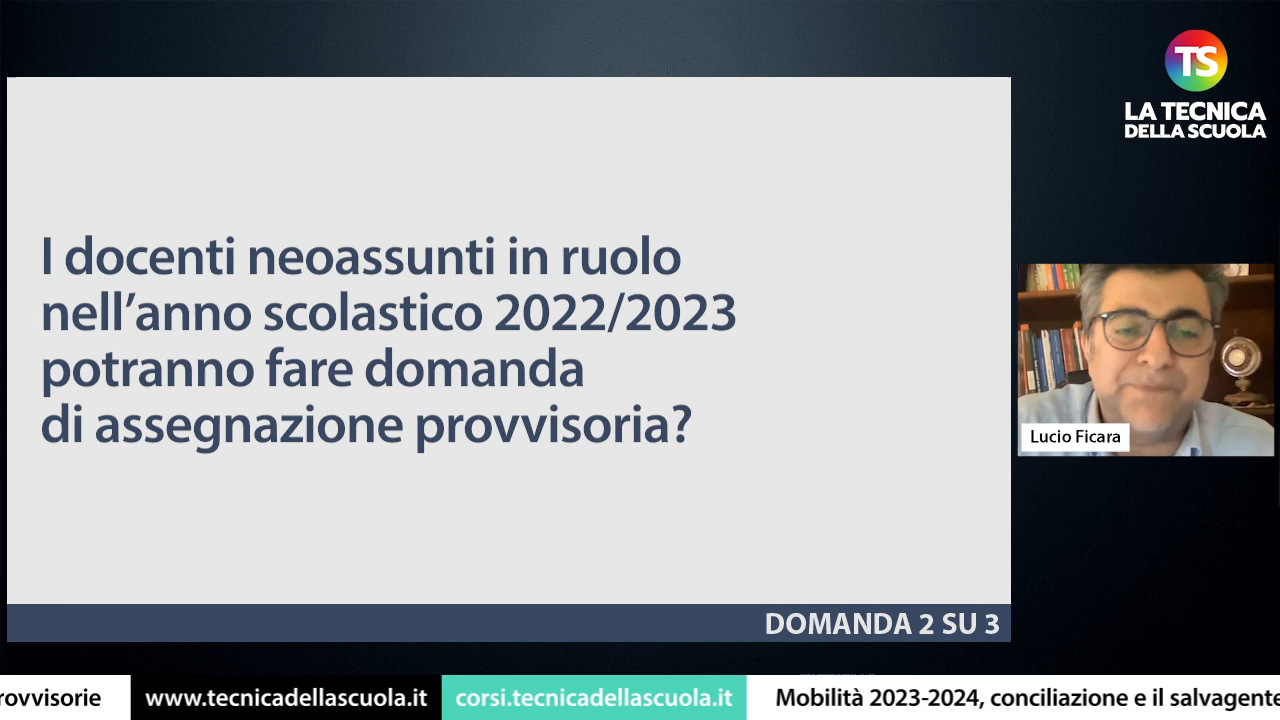 TS
LA TECNICA
DELLA SCUOLA
I docenti neoassunti in ruolo
nell’anno scolastico 2022/2023
potranno fare domanda
di assegnazione provvisoria?
Lucio Ficara
DOMANDA 2 SU 3
rovvisorie www.tecnicadellascuola.it corsi.tecnicadellascuola.it Mobilità 2023-2024, conciliazione e il salvagente